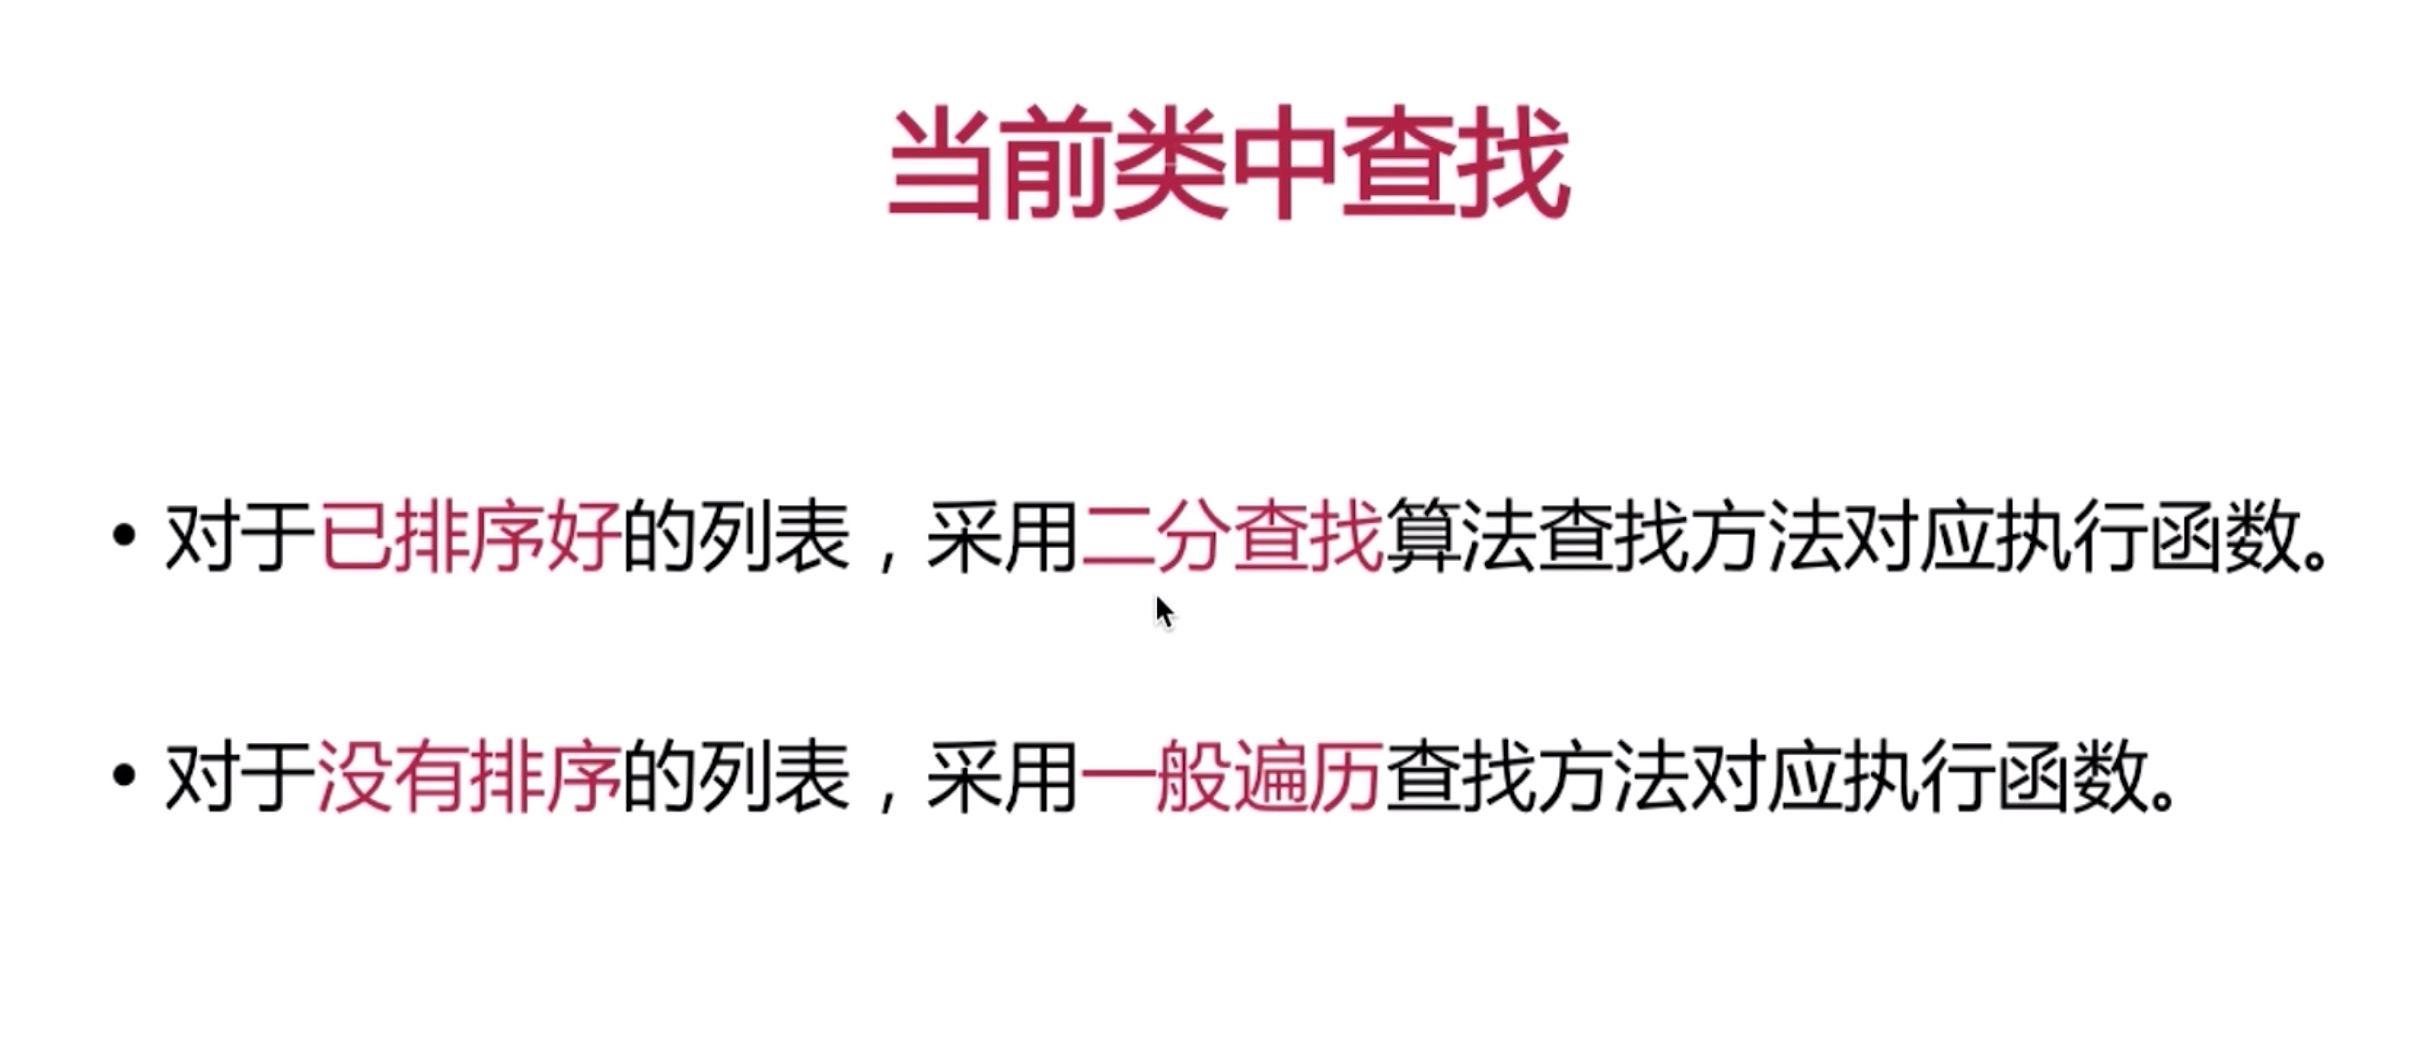 当前类中查找
• 对于已排序好的列表，采用二分查找算法查找方法对应执行函数。
• 对于没有排序的列表，采用一般遍历查找方法对应执行函数。